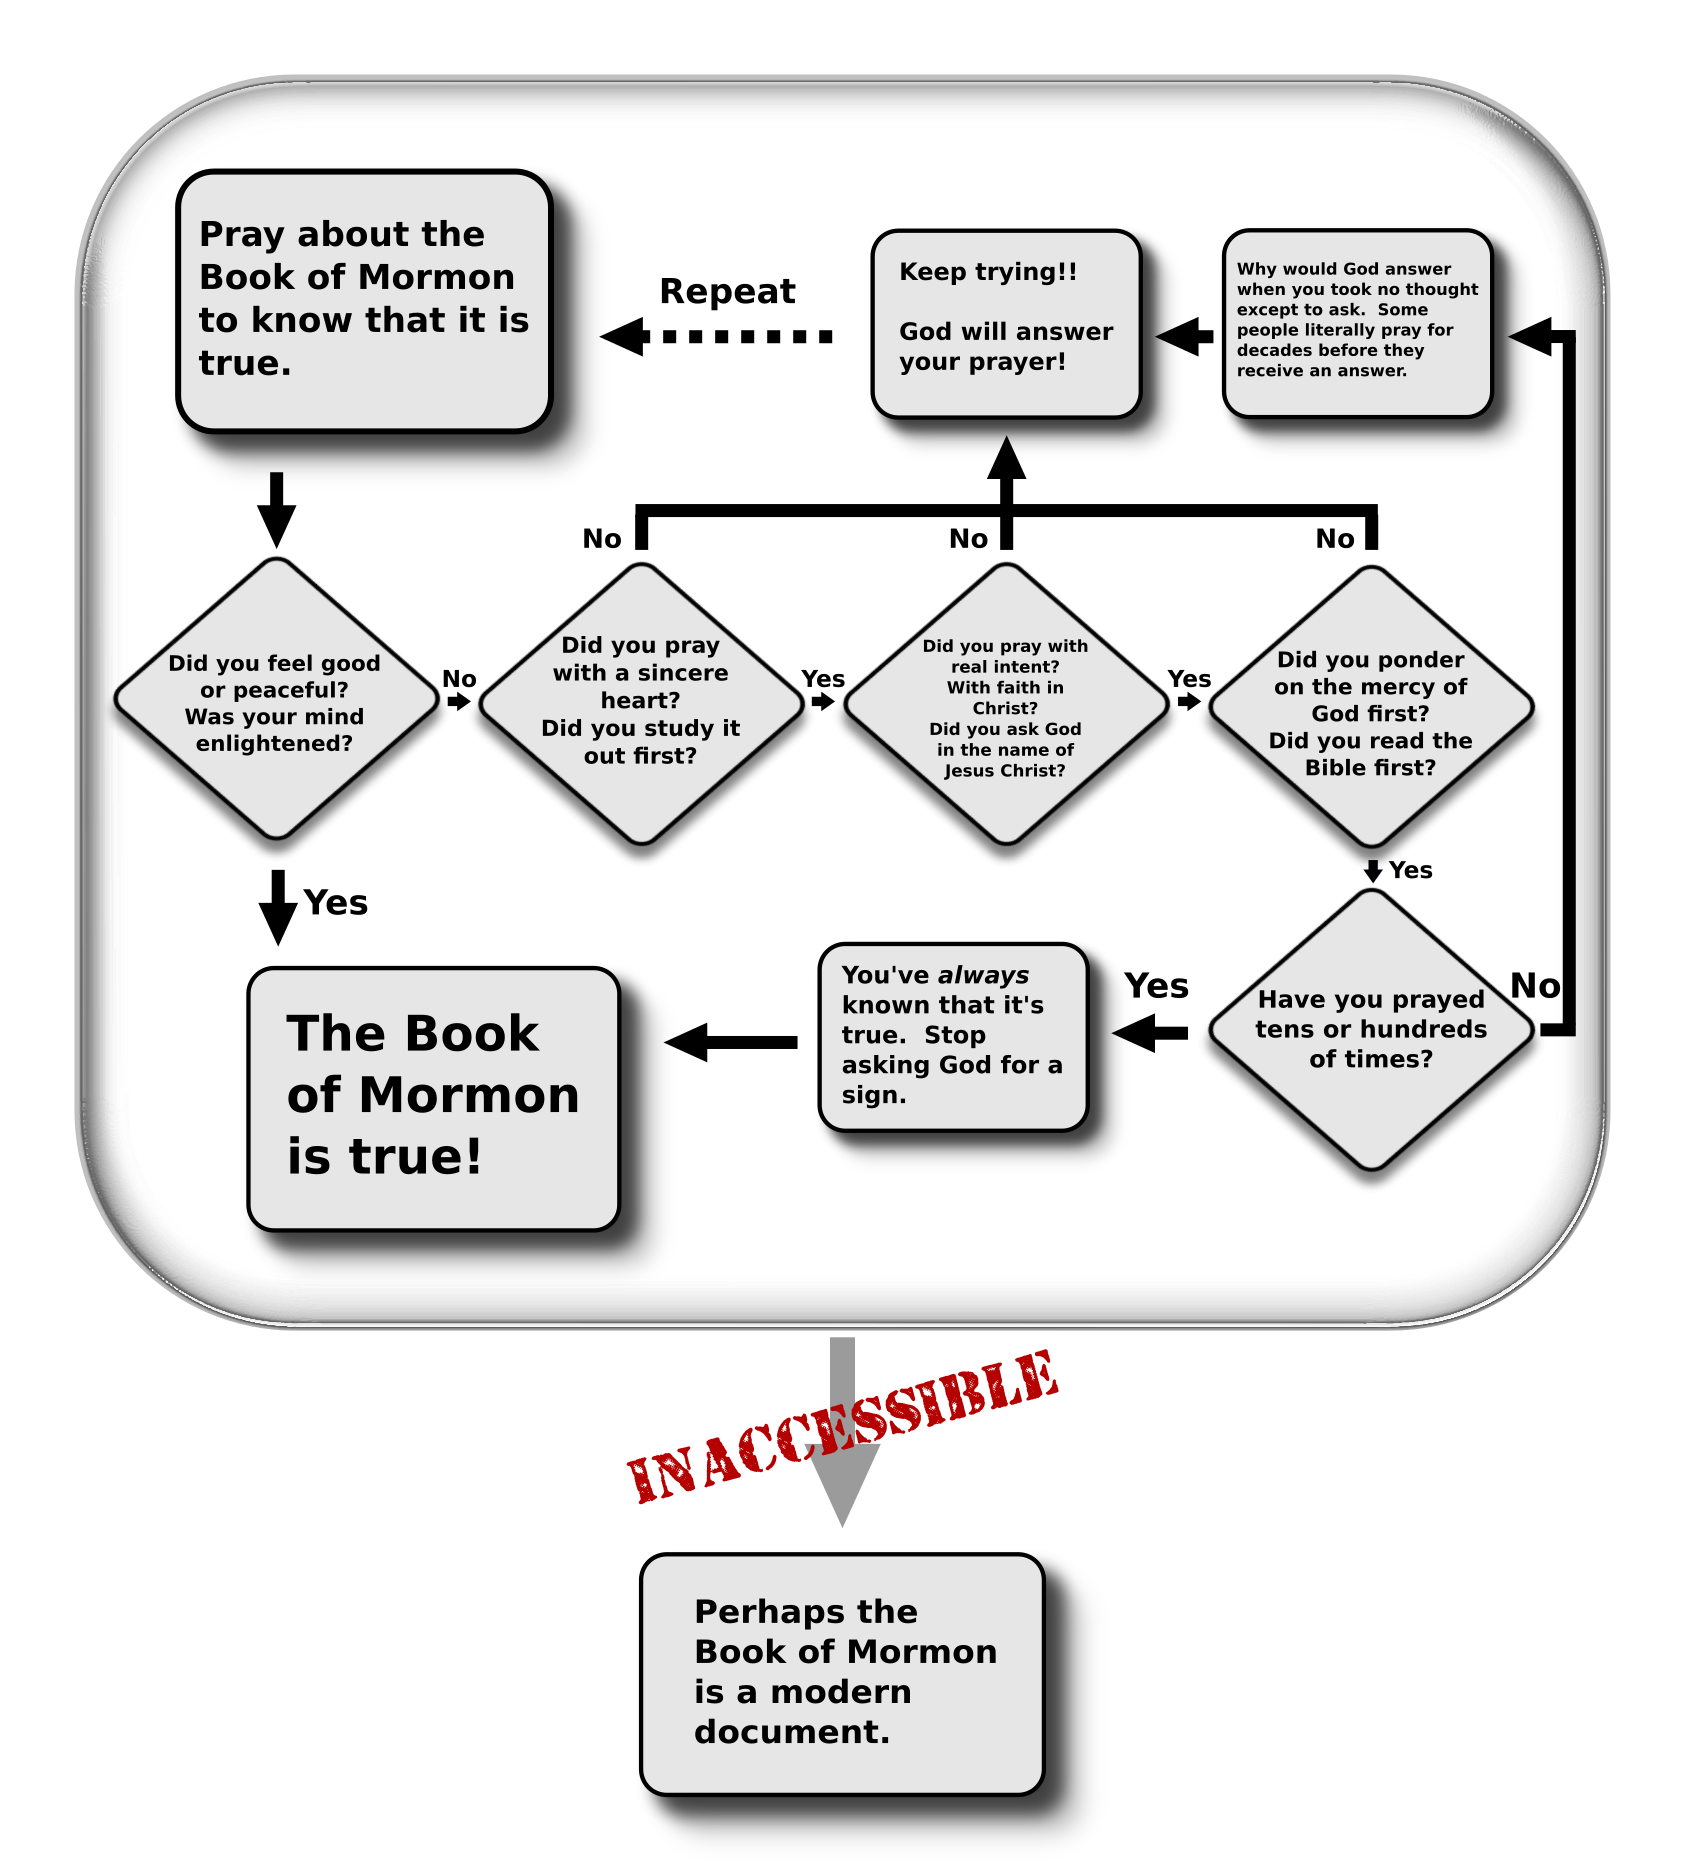 Pray about the
Book of Mormon
to know that it is
true.
Repeat
Keep trying!!
God will answer
your prayer!
Why would God answer
when you took no thought
except to ask.  Some
people literally pray for
decades before they
receive an answer.
No
No
No
Did you feel good
or peaceful?
Was your mind
enlightened?
No
Did you pray
with a sincere
heart?
Did you study it
out first?
Yes
Did you pray with
real intent?
With faith in
Christ?
Did you ask God
in the name of
Jesus Christ?
Yes
Did you ponder
on the mercy of
God first?
Did you read the
Bible first?
Yes
Yes
Have you prayed
tens or hundreds
of times?
No
Yes
You've always
known that it's
true.  Stop
asking God for a
sign.
The Book
of Mormon
is true!
INACCESSIBLE
Perhaps the
Book of Mormon
is a modern
document.